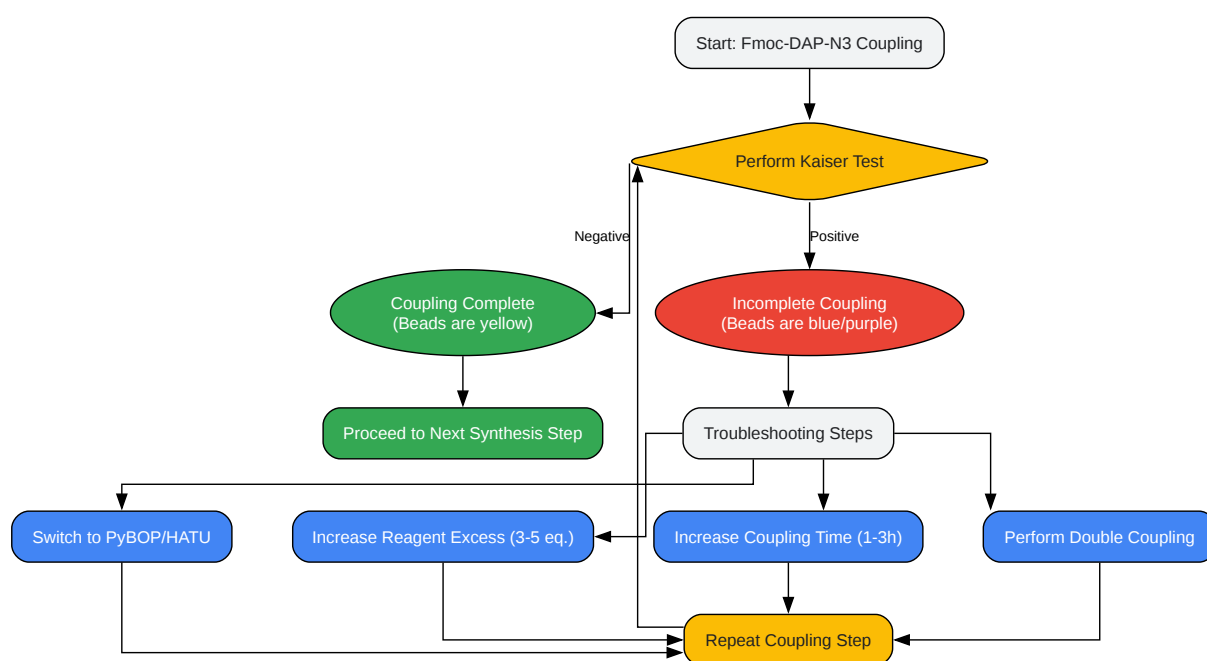 Start: Fmoc-DAP-N3 Coupling
Perform Kaiser Test
Negative
Positive
Coupling Complete
(Beads are yellow)
Incomplete Coupling
(Beads are blue/purple)
Proceed to Next Synthesis Step
Troubleshooting Steps
Switch to PyBOP/HATU
Increase Reagent Excess (3-5 eq.)
Increase Coupling Time (1-3h)
Perform Double Coupling
Repeat Coupling Step